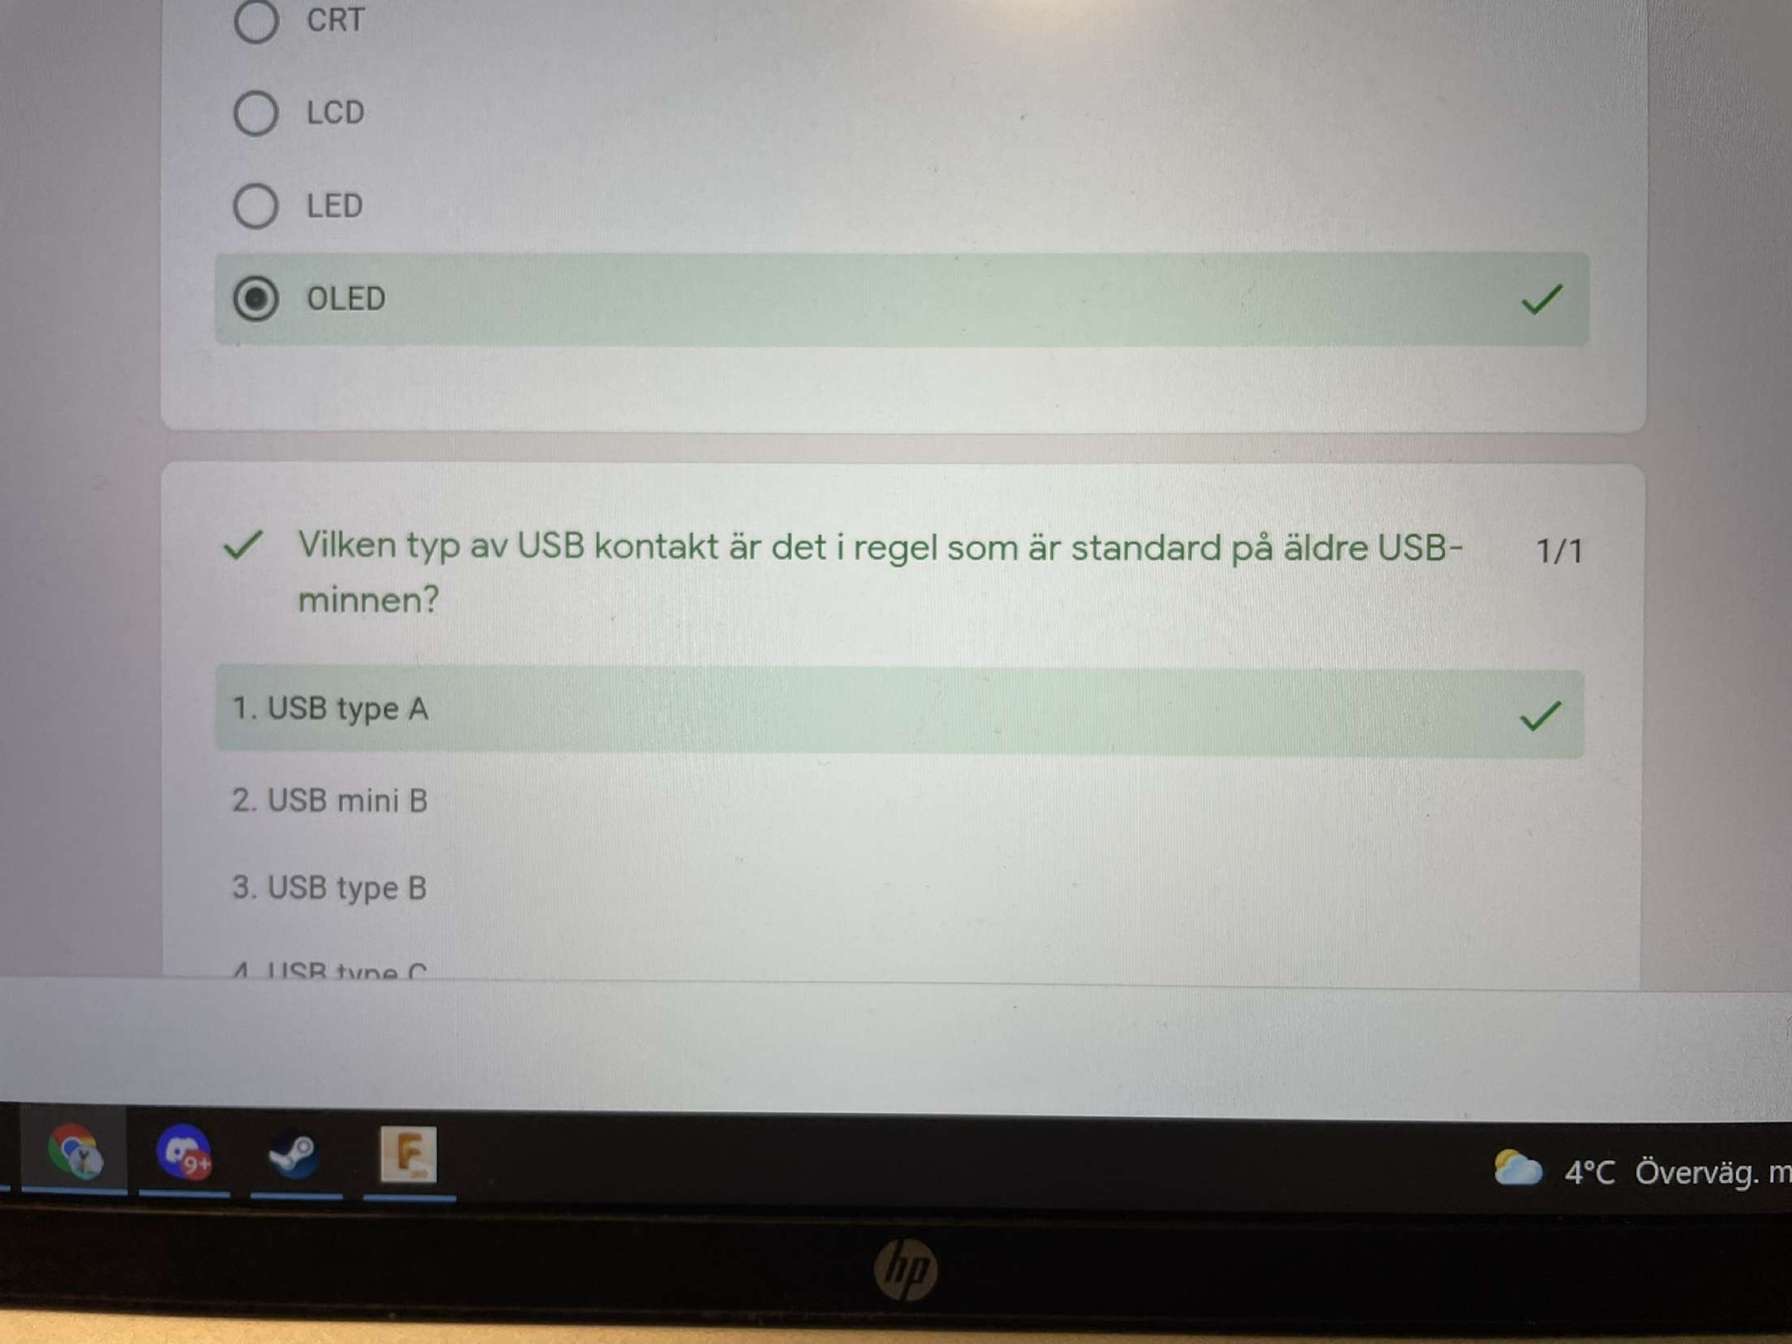 CRT
LCD
LED
OLED
Vilken typ av USB kontakt är det i regel som är standard på äldre USB-
minnen?
1/1
1. USB type A
2. USB mini B
3. USB type B
4. USB type C
9+
F
4°C Överväg. m
hp